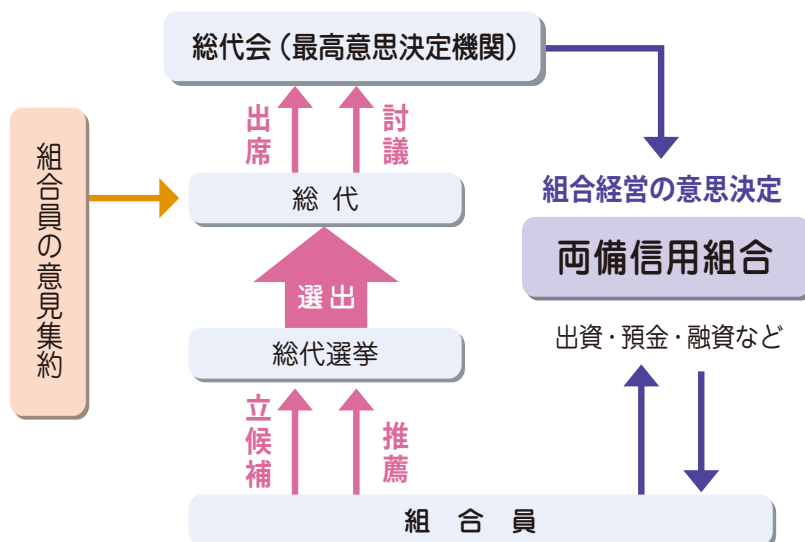 総代会（最高意思決定機関）
出席
討議
組合員の意見集約
総 代
組合経営の意思決定
両備信用組合
選出
総代選挙
出資・預金・融資など
立候補
推薦
組 合 員